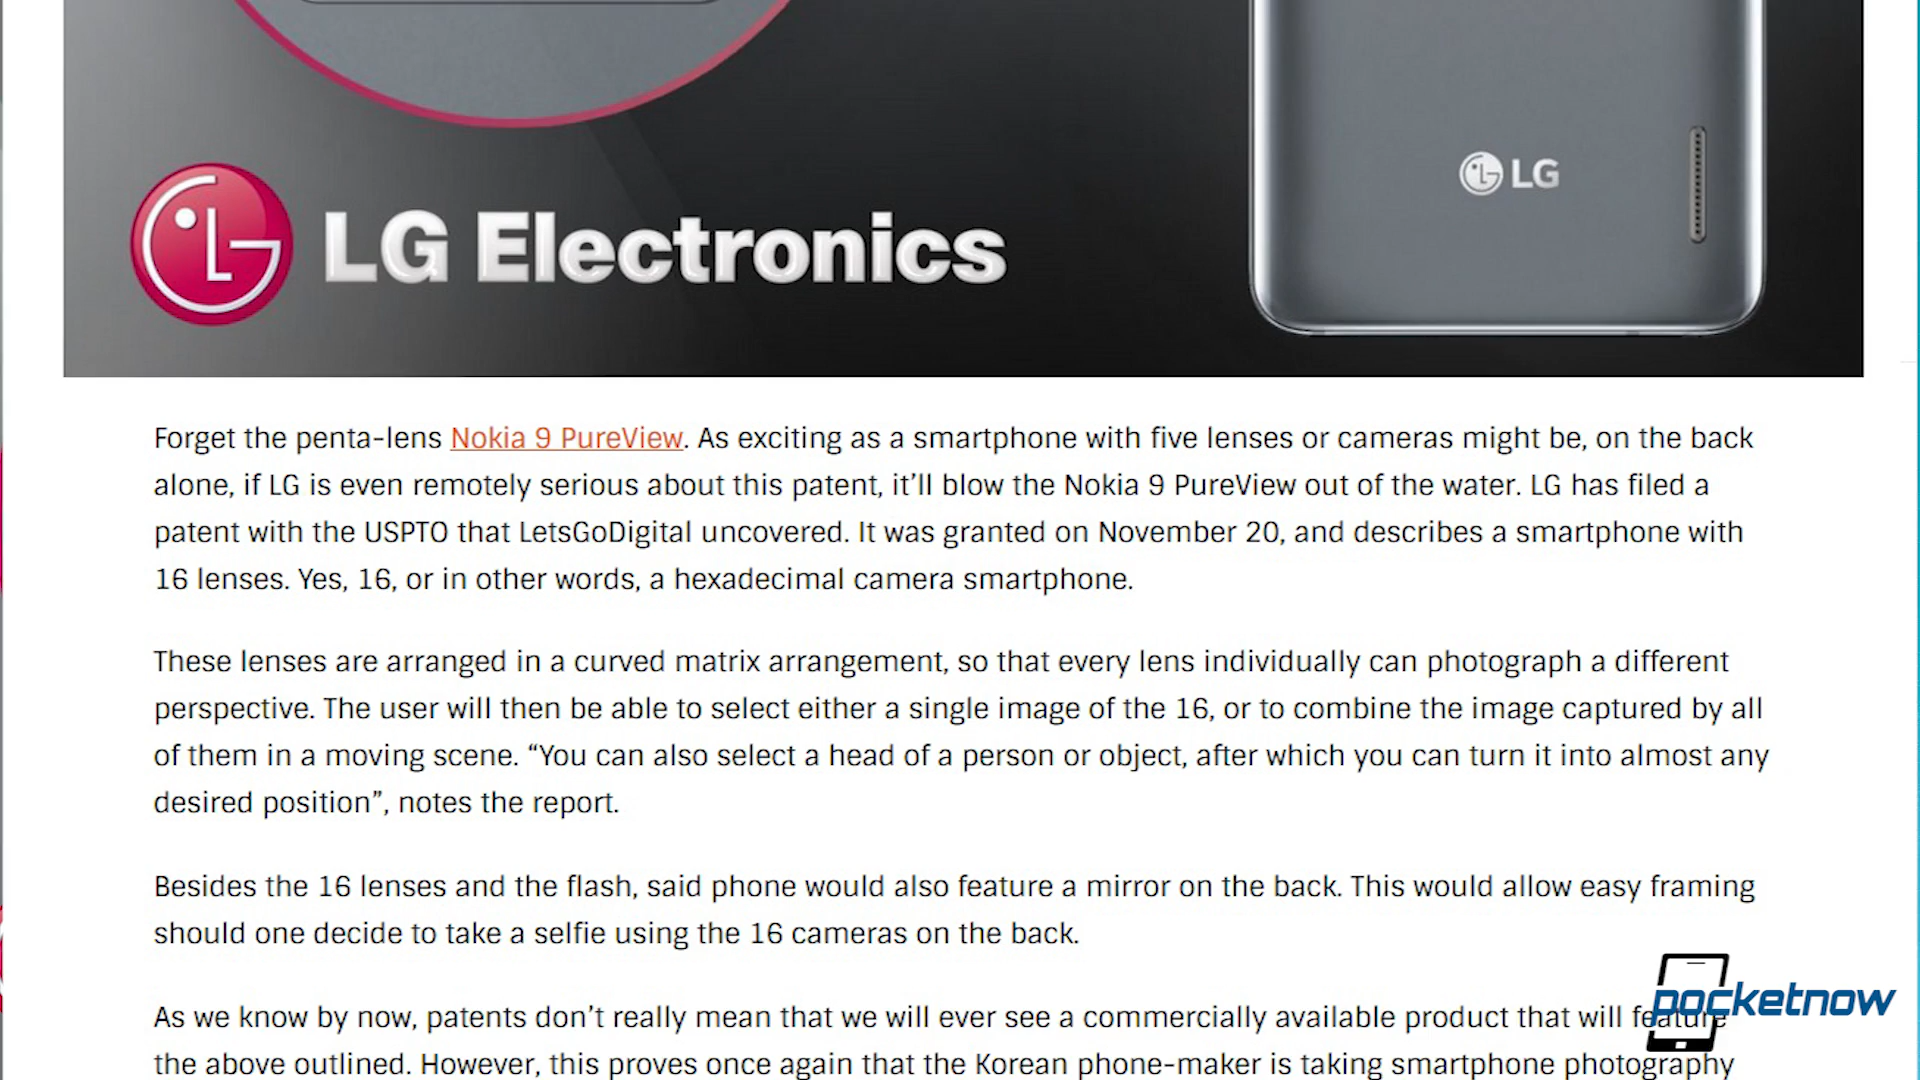 LG
LG Electronics
Forget the penta-lens Nokia 9 PureView. As exciting as a smartphone with five lenses or cameras might be, on the back
alone, if LG is even remotely serious about this patent, it’ll blow the Nokia 9 PureView out of the water. LG has filed a
patent with the USPTO that LetsGoDigital uncovered. It was granted on November 20, and describes a smartphone with
16 lenses. Yes, 16, or in other words, a hexadecimal camera smartphone.
These lenses are arranged in a curved matrix arrangement, so that every lens individually can photograph a different
perspective. The user will then be able to select either a single image of the 16, or to combine the image captured by all
of them in a moving scene. “You can also select a head of a person or object, after which you can turn it into almost any
desired position”, notes the report.
Besides the 16 lenses and the flash, said phone would also feature a mirror on the back. This would allow easy framing
should one decide to take a selfie using the 16 cameras on the back.
As we know by now, patents don’t really mean that we will ever see a commercially available product that will feature
the above outlined. However, this proves once again that the Korean phone-maker is taking smartphone photography
pocketnow